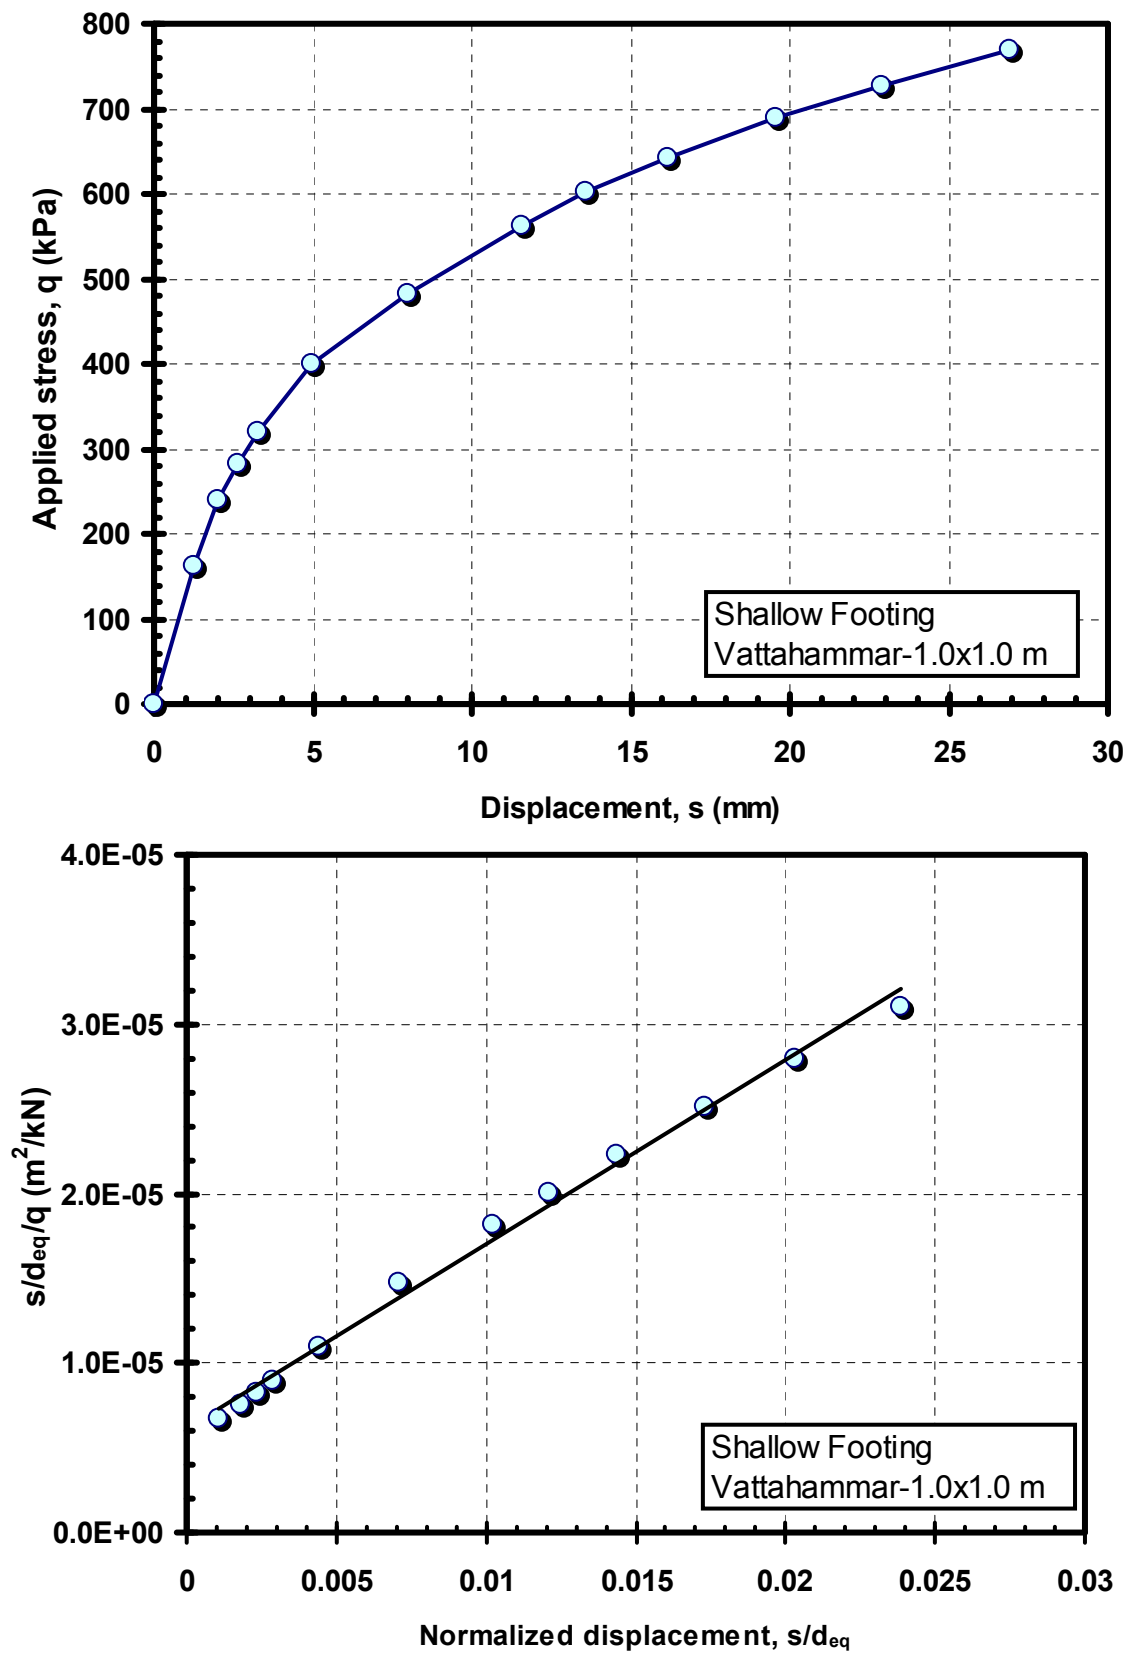 800
700
600
500
400
300
200
100
0
Applied stress, q (kPa)
Shallow Footing
Vattahammar-1.0x1.0 m
0 5 10 15 20 25 30
Displacement, s (mm)
4.0E-05
3.0E-05
2.0E-05
1.0E-05
0.0E+00
s/deq/q (m²/kN)
Shallow Footing
Vattahammar-1.0x1.0 m
0 0.005 0.01 0.015 0.02 0.025 0.03
Normalized displacement, s/deq